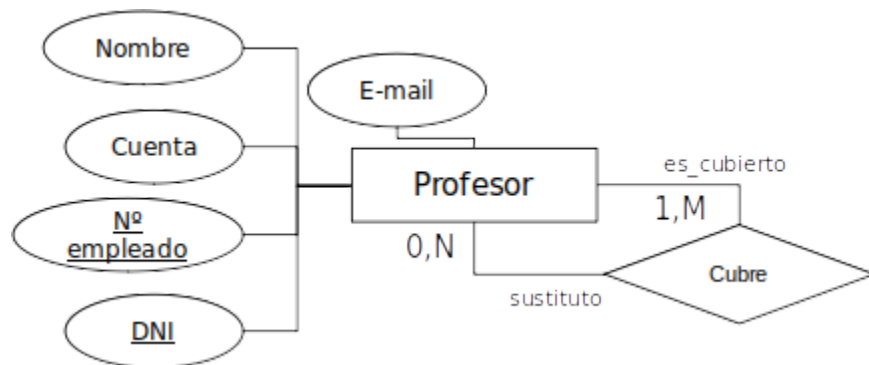 Nombre
E-mail
Cuenta
Profesor
es_cubierto
1,M
Nº
empleado
0,N
Cubre
sustituto
DNI